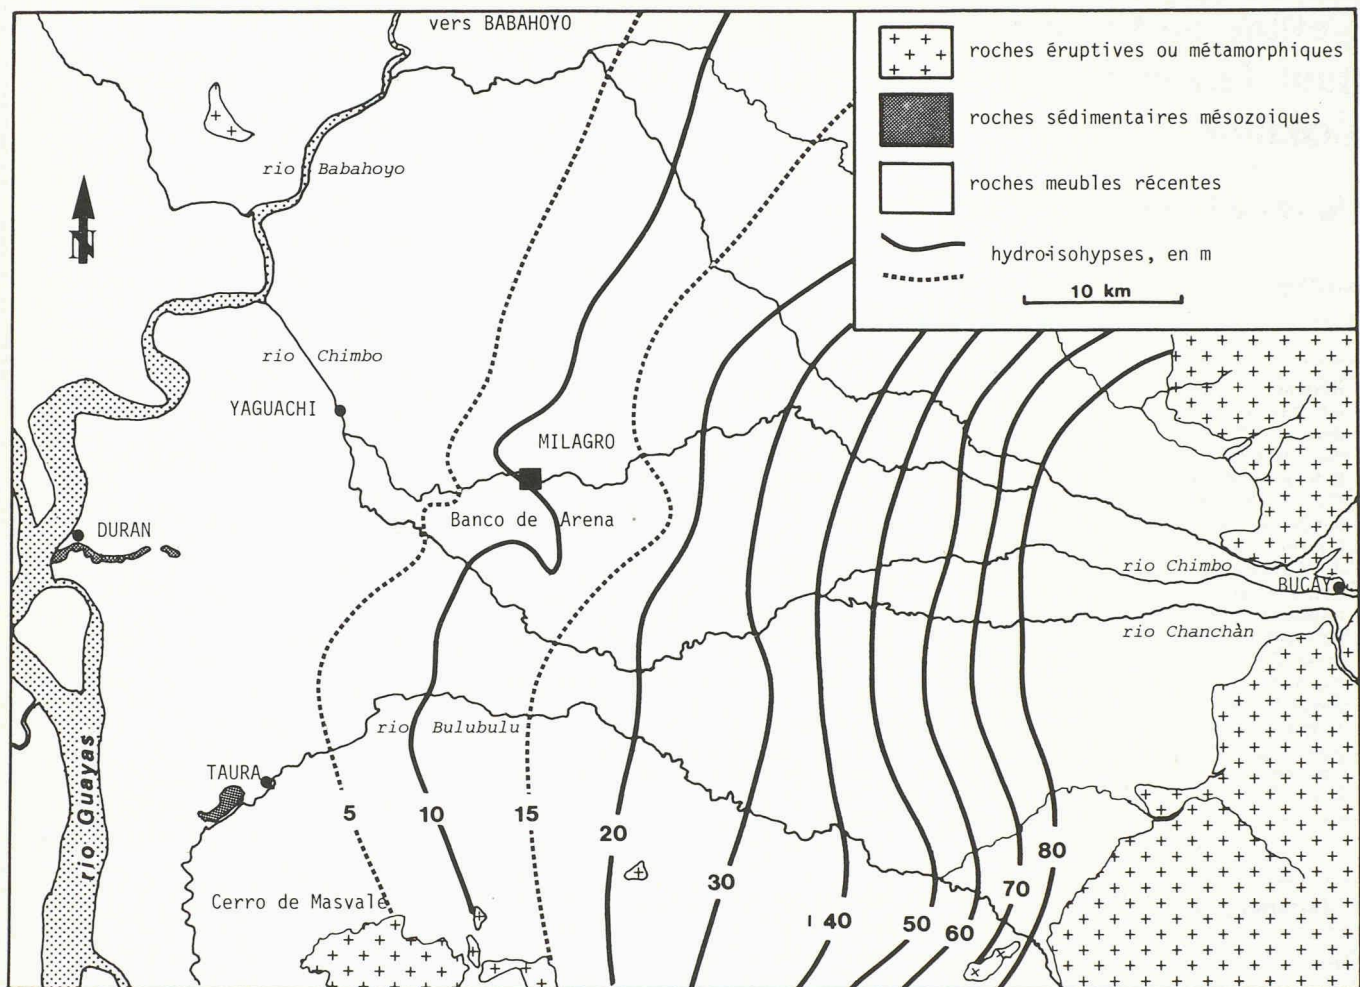 vers BABAHOYO
roches éruptives ou métamorphiques
roches sédimentaires mésozoiques
roches meubles récentes
hydro-isohypses, en m
10 km
rio Babahoyo
N
rio Chimbo
YAGUACHI
MILAGRO
Banco de Arena
DURAN
rio Chimbo
BUCAY
rio Chanchàn
rio Bulubulu
rio Guayas
TAURA
5
10
15
20
30
40
50
60
70
80
Cerro de Masvale